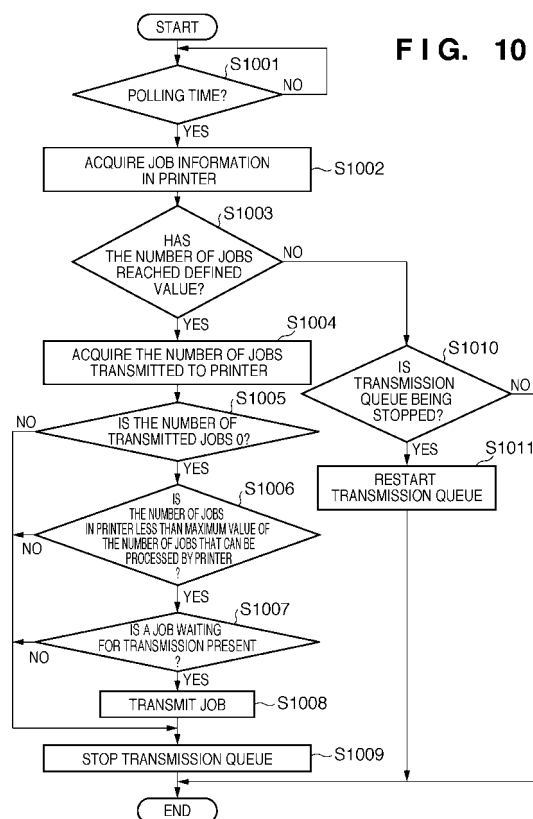 START
FIG. 10
S1001
POLLING TIME?
NO
YES
ACQUIRE JOB INFORMATION
IN PRINTER
S1002
S1003
HAS
THE NUMBER OF JOBS
REACHED DEFINED
VALUE?
NO
YES
S1004
ACQUIRE THE NUMBER OF JOBS
TRANSMITTED TO PRINTER
S1010
IS
TRANSMISSION
QUEUE BEING
STOPPED?
NO
YES
S1005
NO
IS THE NUMBER OF
TRANSMITTED JOBS 0?
YES
S1011
RESTART
TRANSMISSION QUEUE
S1006
IS
THE NUMBER OF JOBS
IN PRINTER LESS THAN MAXIMUM VALUE OF
THE NUMBER OF JOBS THAT CAN BE
PROCESSED BY PRINTER
?
NO
YES
S1007
IS A JOB WAITING
FOR TRANSMISSION PRESENT
?
NO
YES
TRANSMIT JOB
S1008
STOP TRANSMISSION QUEUE
S1009
END